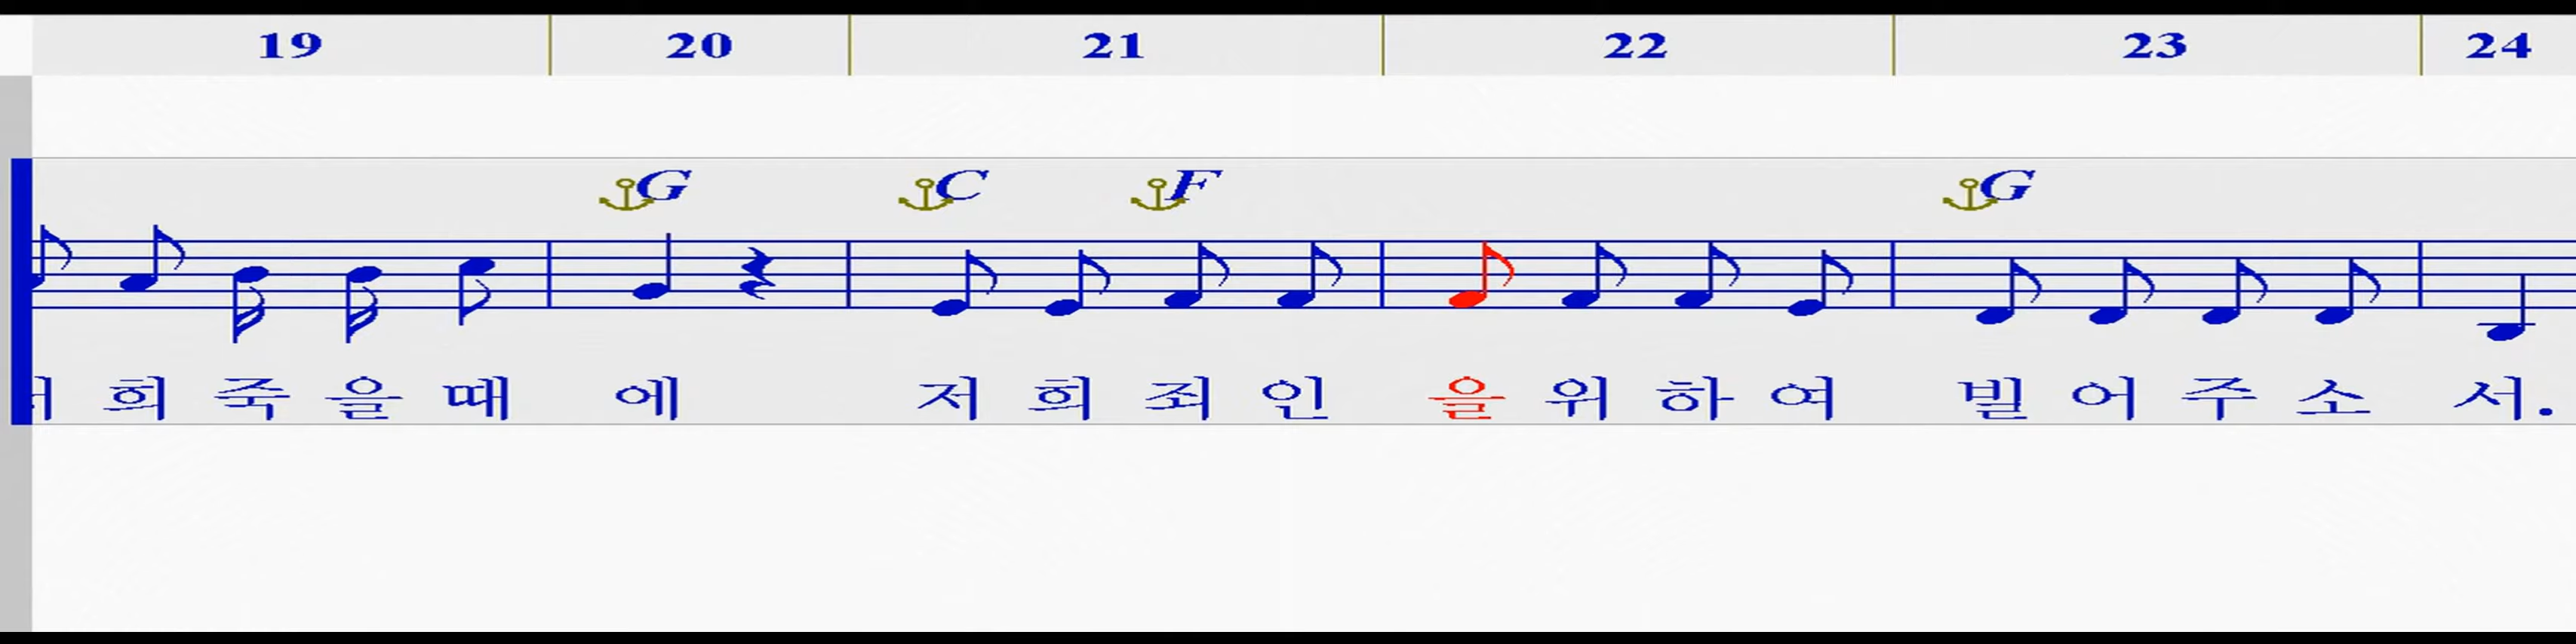 19 20 21 22 23 24
G C F G
희 죽 을 때 에 저 희 죄 인 을 위 하 여 빌 어 주 소 서.